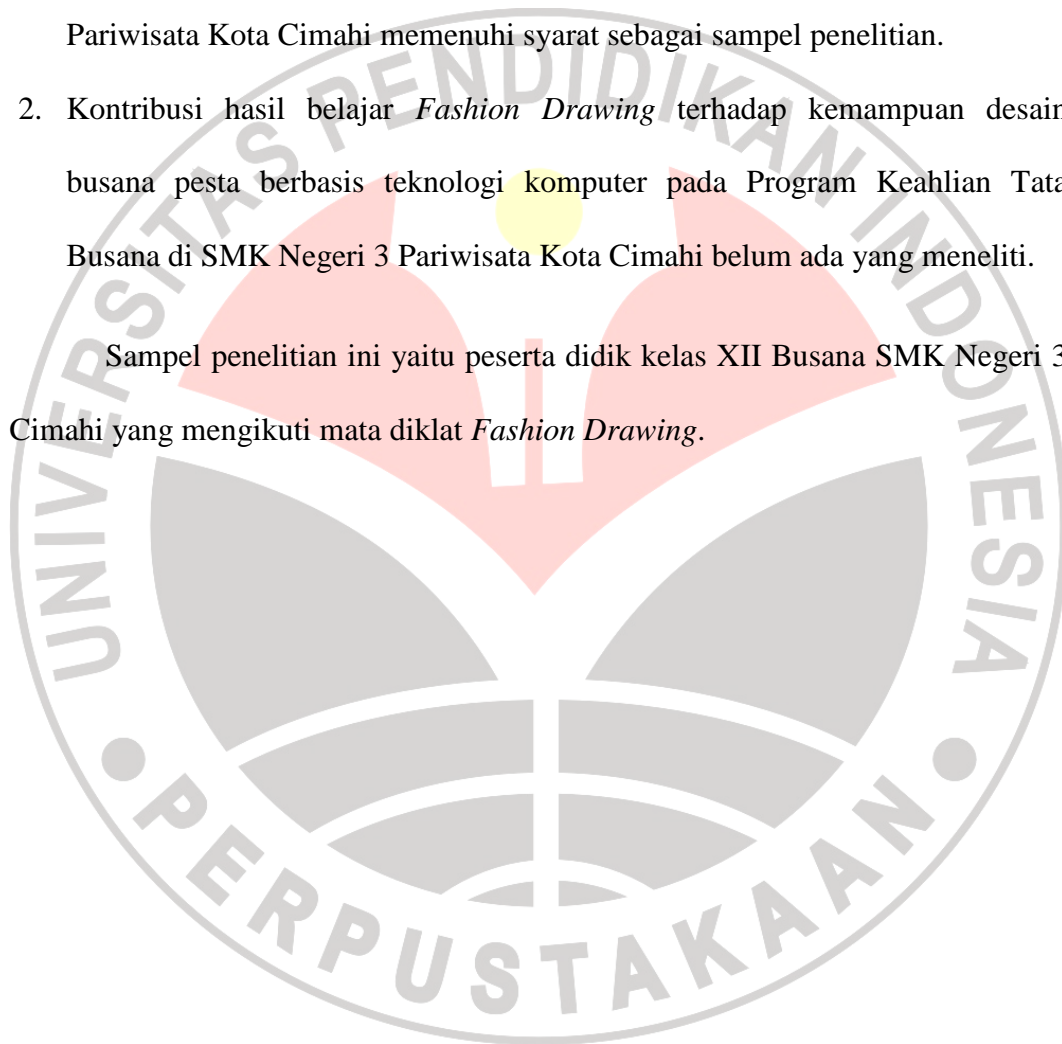 Pariwisata Kota Cimahi memenuhi syarat sebagai sampel penelitian.
2. Kontribusi hasil belajar Fashion Drawing terhadap kemampuan desain
busana pesta berbasis teknologi komputer pada Program Keahlian Tata
Busana di SMK Negeri 3 Pariwisata Kota Cimahi belum ada yang meneliti.
Sampel penelitian ini yaitu peserta didik kelas XII Busana SMK Negeri 3
Cimahi yang mengikuti mata diklat Fashion Drawing.
UNIVERSITAS PENDIDIKAN INDONESIA
PERPUSTAKAAN